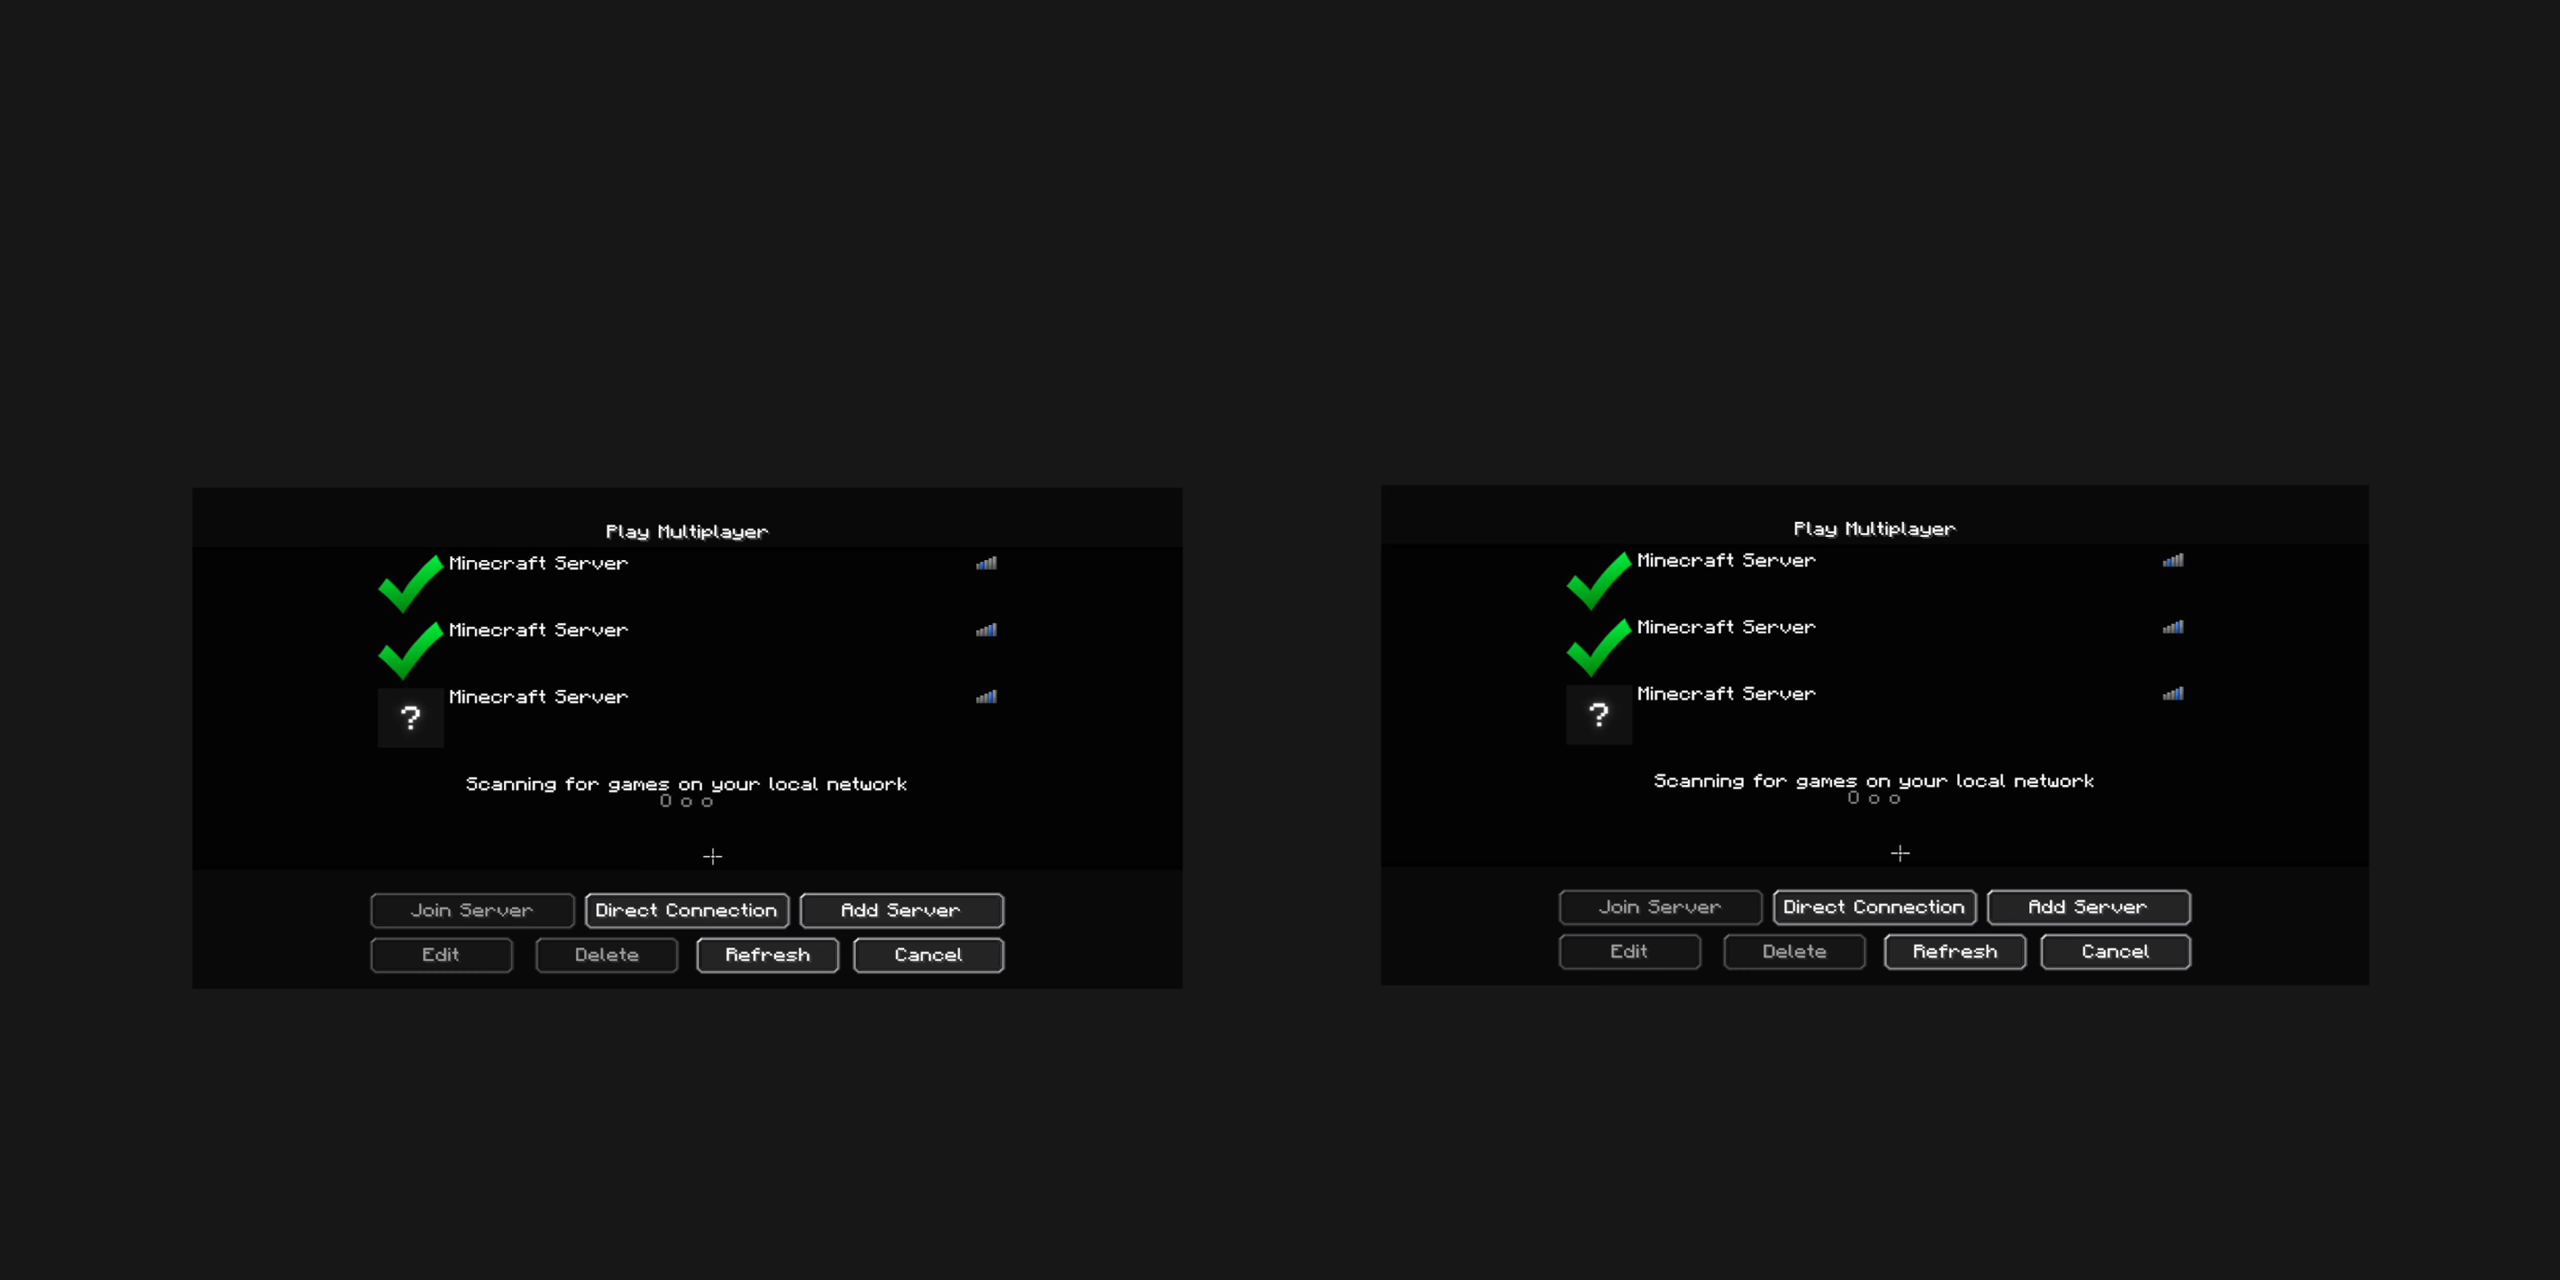 Play Multiplayer
Minecraft Server
Minecraft Server
Minecraft Server
?
Scanning for games on your local network
O o o
Join Server
Direct Connection
Add Server
Edit
Delete
Refresh
Cancel
Play Multiplayer
Minecraft Server
Minecraft Server
Minecraft Server
?
Scanning for games on your local network
O o o
Join Server
Direct Connection
Add Server
Edit
Delete
Refresh
Cancel